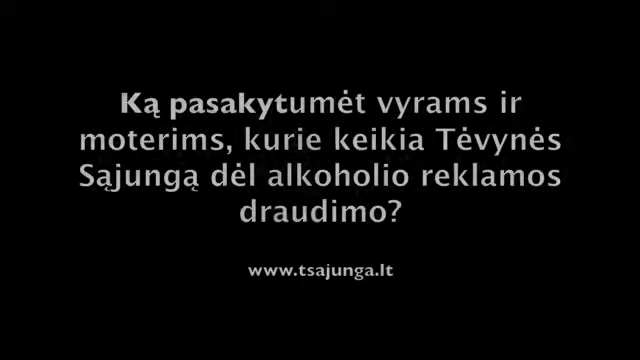 Ką pasakytumėt vyrams ir
moterims, kurie keikia Tėvynės
Sąjungą dėl alkoholio reklamos
draudimo?
www.tsajunga.lt